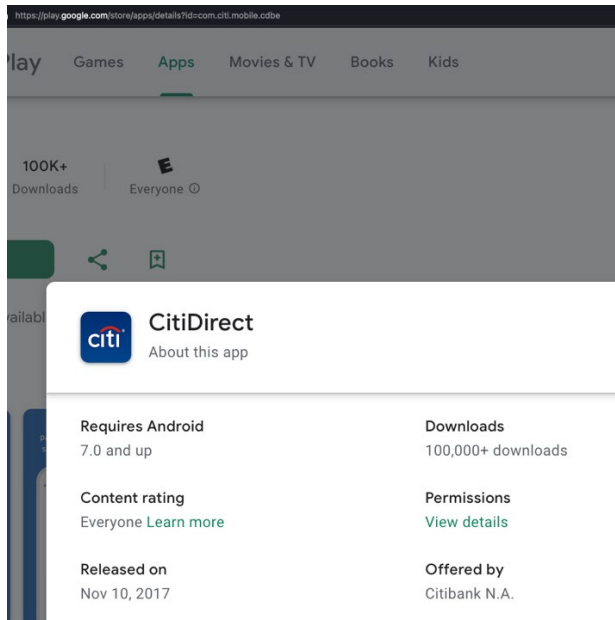 https://play.google.com/store/apps/details?id=com.citi.mobile.cdbe
Play Games Apps Movies & TV Books Kids
100K+
Downloads Everyone
citi
CitiDirect
About this app
Requires Android
7.0 and up
Downloads
100,000+ downloads
Content rating
Everyone Learn more
Permissions
View details
Released on
Nov 10, 2017
Offered by
Citibank N.A.